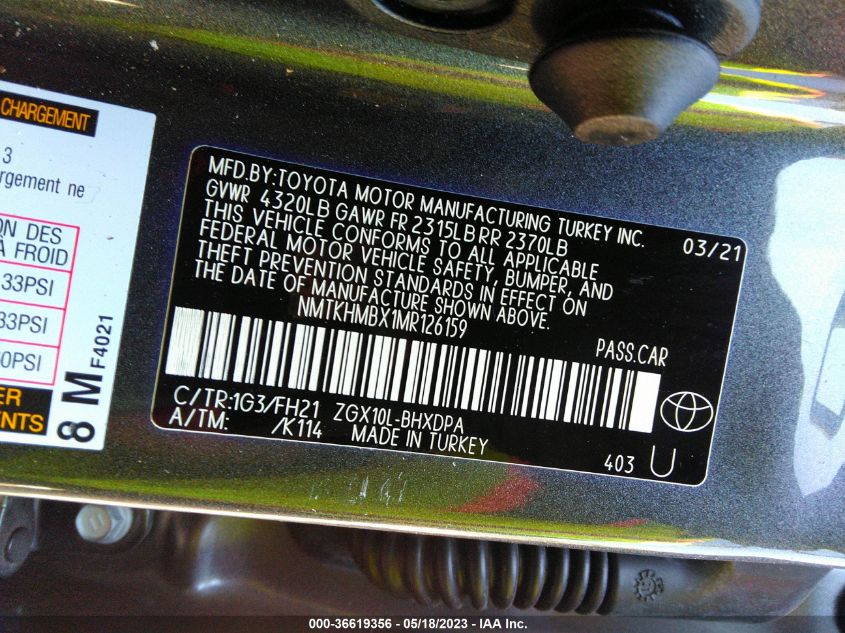 CHARGEMENT
3
rgement ne
ON DES
À FROID
33PSI
33PSI
0PSI
ER
ENTS
8 M F4021
MFD.BY:TOYOTA MOTOR MANUFACTURING TURKEY INC. 03/21
GVWR 4320LB GAWR FR 2315LB RR 2370LB
THIS VEHICLE CONFORMS TO ALL APPLICABLE
FEDERAL MOTOR VEHICLE SAFETY, BUMPER, AND
THEFT PREVENTION STANDARDS IN EFFECT ON
THE DATE OF MANUFACTURE SHOWN ABOVE.
NMTKHMBX1MR126159
PASS.CAR
C/TR:1G3/FH21 ZGX10L-BHXDPA
A/TM: /K114 MADE IN TURKEY
403 U
000-36619356 - 05/18/2023 - IAA Inc.